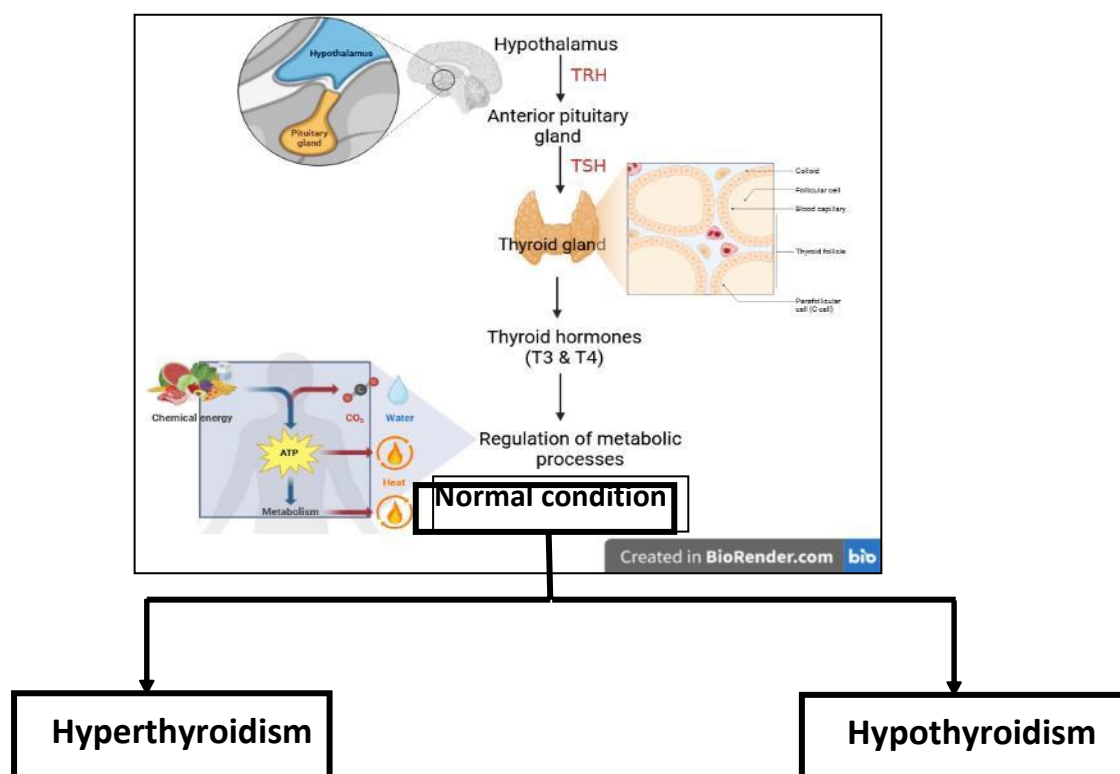 Hypothalamus
Hypothalamus
TRH
Pituitary
gland
Anterior pituitary
gland
TSH
Colloid
Follicular cell
Blood capillary
Thyroid gland
Thyroid follicle
Parafollicular
cell (C cell)
Thyroid hormones
(T3 & T4)
Chemical energy
CO₂
Water
Regulation of metabolic
processes
ATP
Heat
Metabolism
Normal condition
Created in BioRender.com bio
Hyperthyroidism
Hypothyroidism